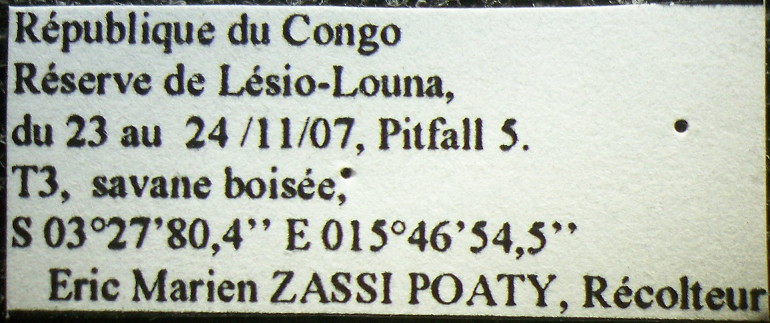 République du Congo
Réserve de Lésio-Louna,
du 23 au 24 /11/07, Pitfall 5.
T3, savane boisée,
S 03°27’80,4’’ E 015°46’54,5’’
Eric Marien ZASSI POATY, Récolteur